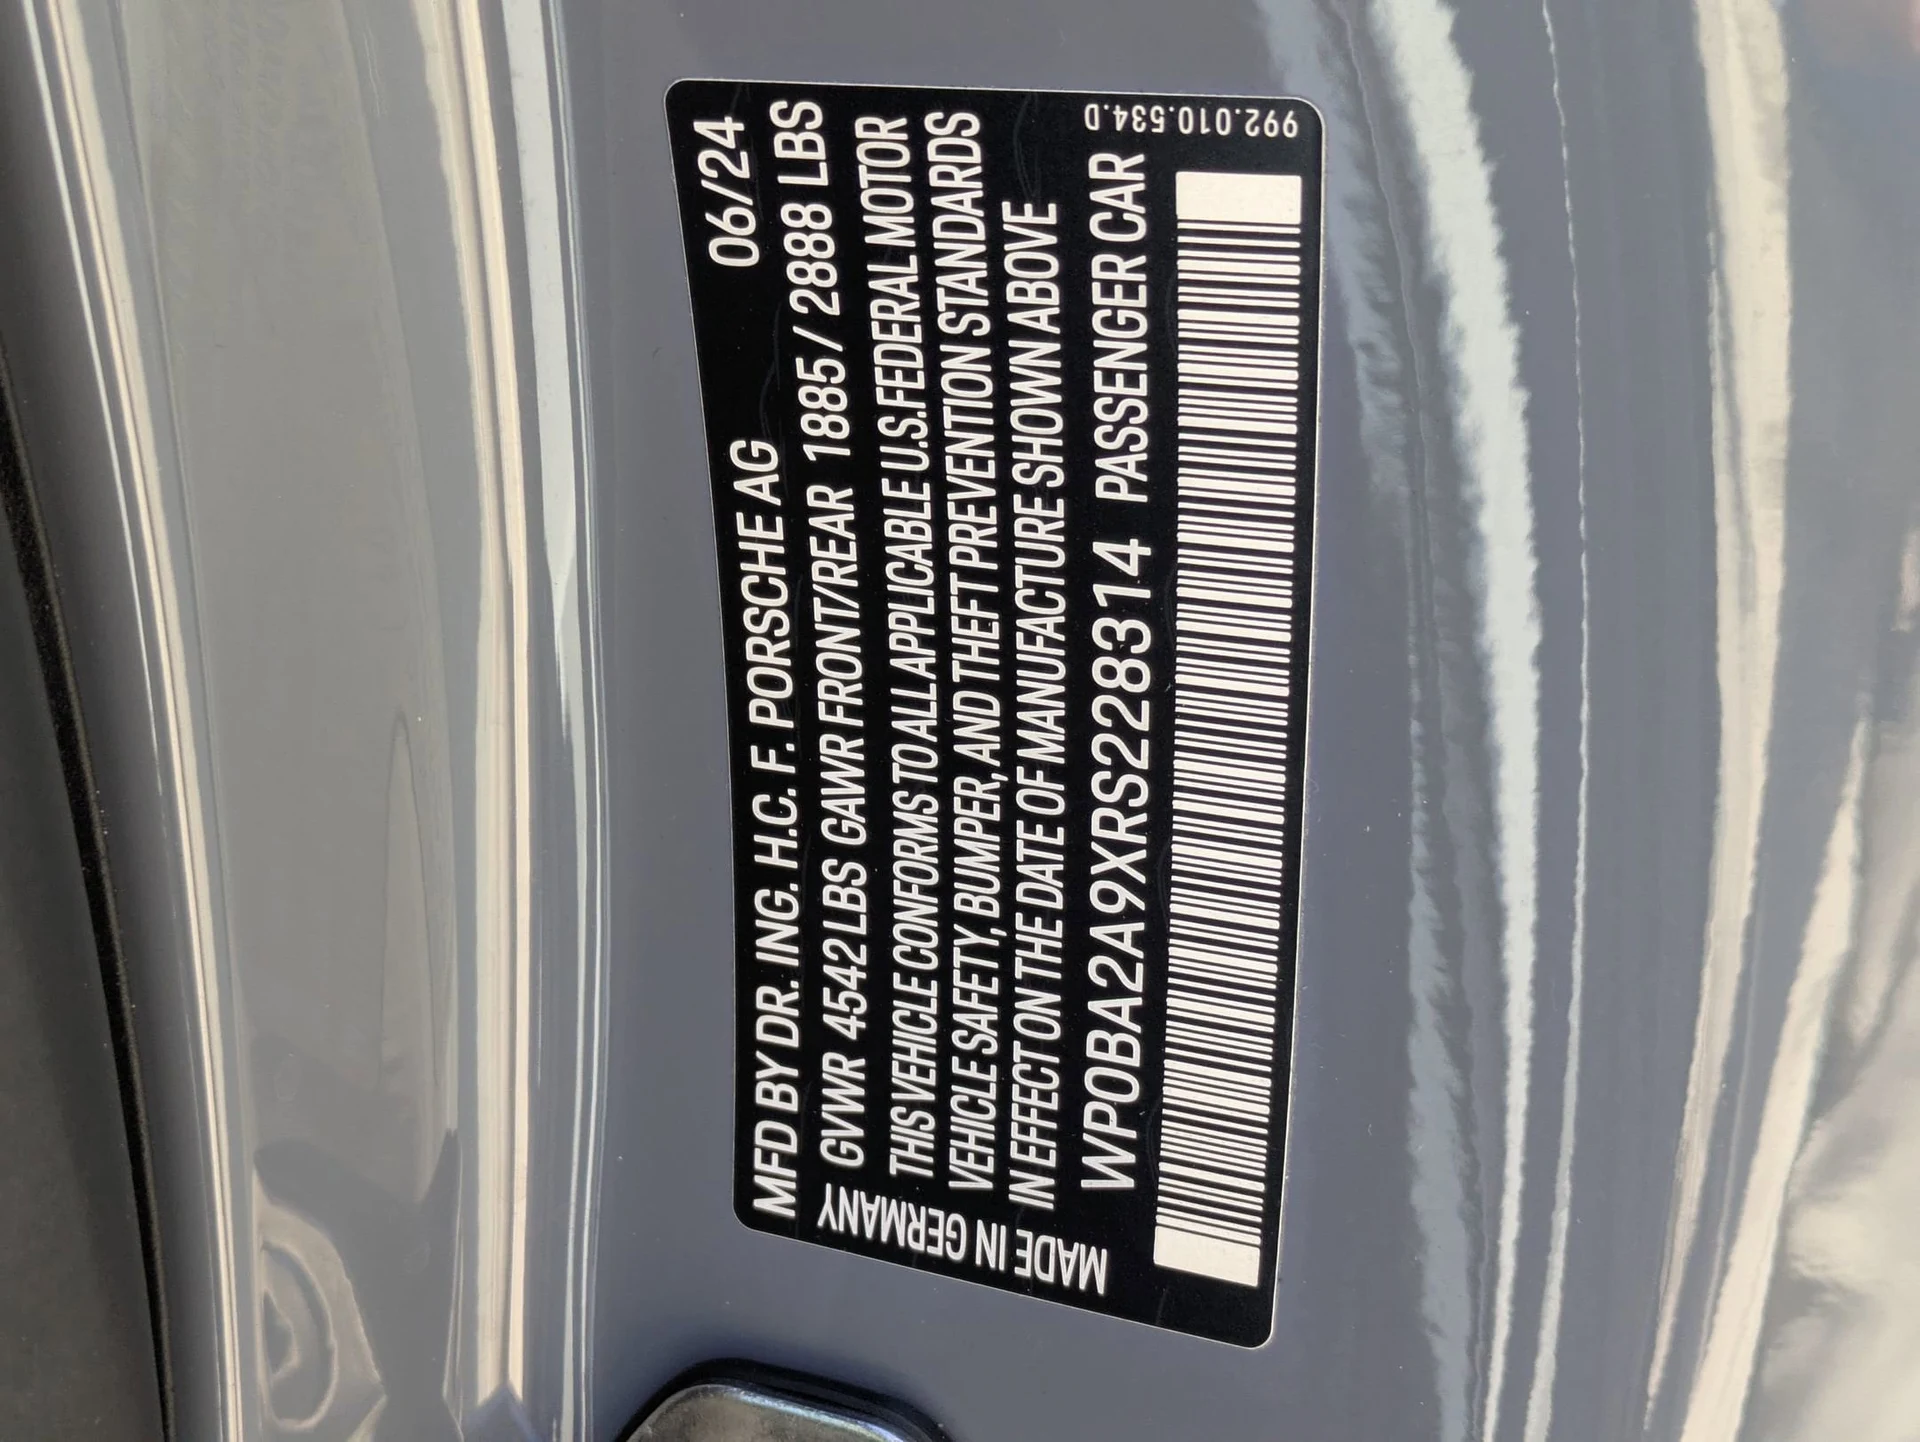 MFD BY DR. ING. H.C. F. PORSCHE AG 06/24
GVWR 4542LBS GAWR FRONT/REAR 1885 / 2888 LBS
THIS VEHICLE CONFORMS TO ALL APPLICABLE U.S.FEDERAL MOTOR
VEHICLE SAFETY, BUMPER, AND THEFT PREVENTION STANDARDS
IN EFFECT ON THE DATE OF MANUFACTURE SHOWN ABOVE
WP0BA2A9XRS228314 PASSENGER CAR
MADE IN GERMANY
992.010.534.D